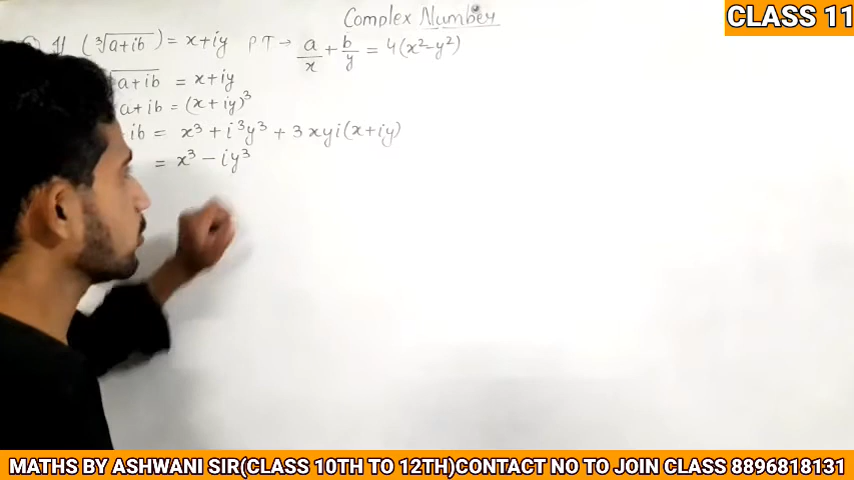 Complex Number
CLASS 11
If (∛a+ib) = x+iy PT → a/x + b/y = 4(x²-y²)
a+ib = x+iy
a+ib = (x+iy)³
ib = x³ + i³y³ + 3xyi(x+iy)
= x³ - iy³
MATHS BY ASHWANI SIR(CLASS 10TH TO 12TH)CONTACT NO TO JOIN CLASS 8896818131